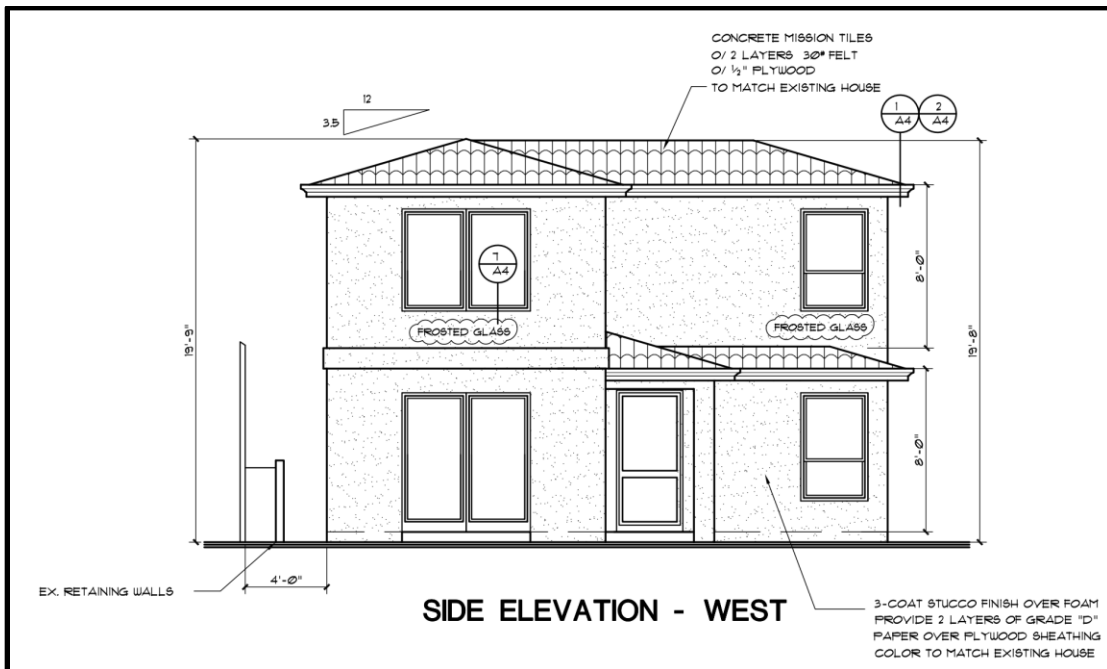 CONCRETE MISSION TILES
O/ 2 LAYERS 30# FELT
O/ ½" PLYWOOD
TO MATCH EXISTING HOUSE
12
3.5
1
A4
2
A4
7
A4
FROSTED GLASS
FROSTED GLASS
8'-0"
19'-9"
19'-8"
8'-0"
EX. RETAINING WALLS
4'-0"
SIDE ELEVATION - WEST
3-COAT STUCCO FINISH OVER FOAM
PROVIDE 2 LAYERS OF GRADE "D"
PAPER OVER PLYWOOD SHEATHING
COLOR TO MATCH EXISTING HOUSE